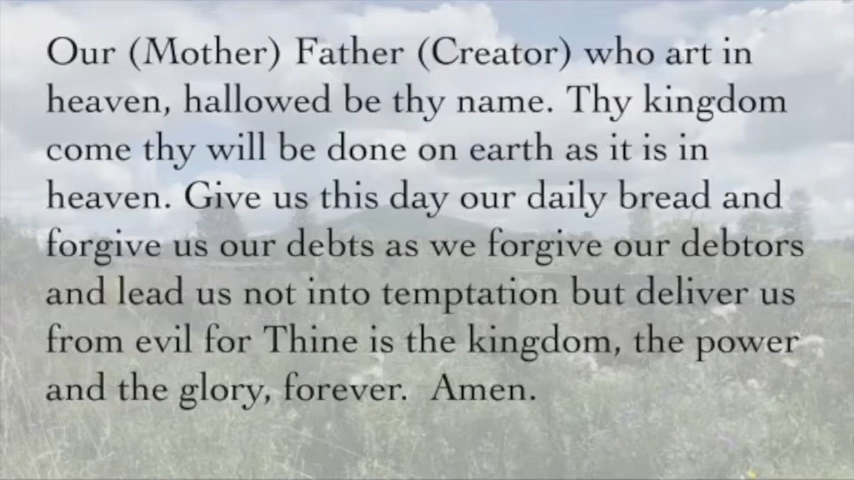 Our (Mother) Father (Creator) who art in
heaven, hallowed be thy name. Thy kingdom
come thy will be done on earth as it is in
heaven. Give us this day our daily bread and
forgive us our debts as we forgive our debtors
and lead us not into temptation but deliver us
from evil for Thine is the kingdom, the power
and the glory, forever.  Amen.